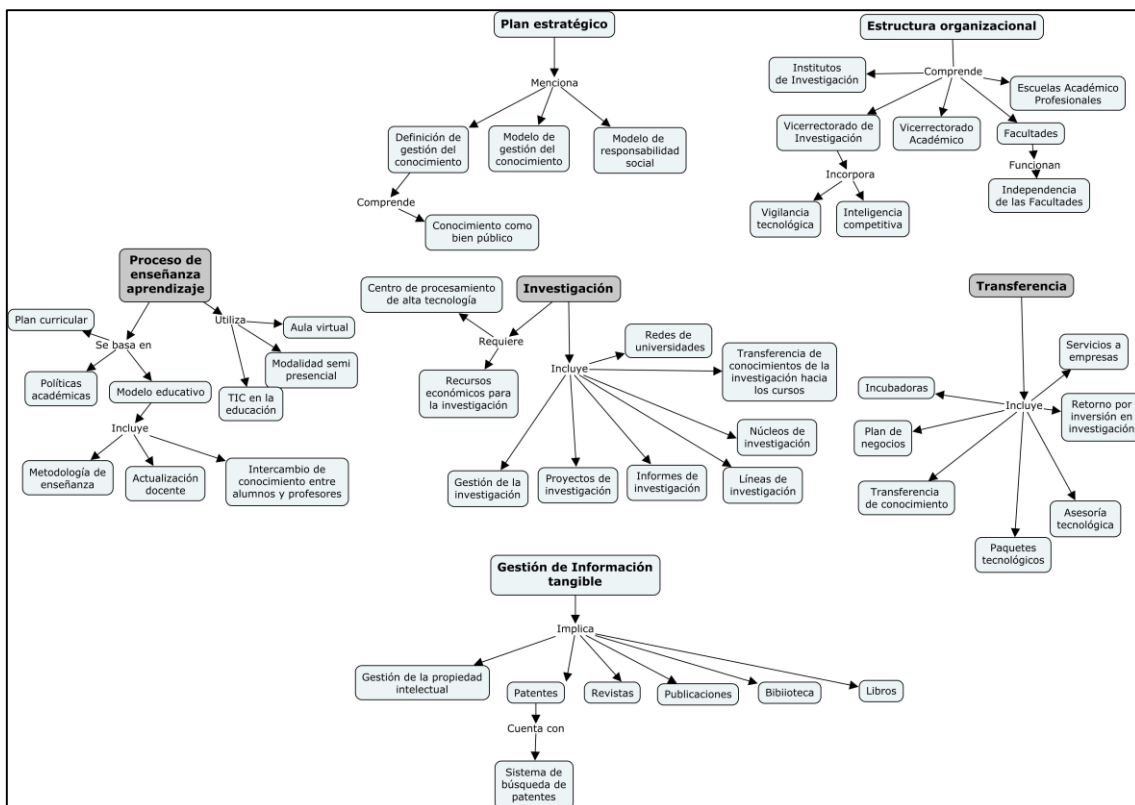 Plan estratégico
Menciona
Definición de
gestión del
conocimiento
Modelo de
gestión del
conocimiento
Modelo de
responsabilidad
social
Comprende
Conocimiento como
bien público
Estructura organizacional
Comprende
Institutos
de Investigación
Escuelas Académico
Profesionales
Vicerrectorado de
Investigación
Vicerrectorado
Académico
Facultades
Incorpora
Funcionan
Vigilancia
tecnológica
Inteligencia
competitiva
Independencia
de las Facultades
Proceso de
enseñanza
aprendizaje
Plan curricular
Se basa en
Utiliza
Aula virtual
Políticas
académicas
Modelo educativo
TIC en la
educación
Modalidad semi
presencial
Incluye
Metodología de
enseñanza
Actualización
docente
Intercambio de
conocimiento entre
alumnos y profesores
Centro de procesamiento
de alta tecnología
Investigación
Requiere
Recursos
económicos para
la investigación
Incluye
Redes de
universidades
Transferencia de
conocimientos de la
investigación hacia
los cursos
Núcleos de
investigación
Gestión de la
investigación
Proyectos de
investigación
Informes de
investigación
Líneas de
investigación
Transferencia
Servicios a
empresas
Incubadoras
Incluye
Retorno por
inversión en
investigación
Plan de
negocios
Transferencia
de conocimiento
Asesoría
tecnológica
Paquetes
tecnológicos
Gestión de Información
tangible
Implica
Gestión de la propiedad
intelectual
Patentes
Revistas
Publicaciones
Bibiioteca
Libros
Cuenta con
Sistema de
búsqueda de
patentes